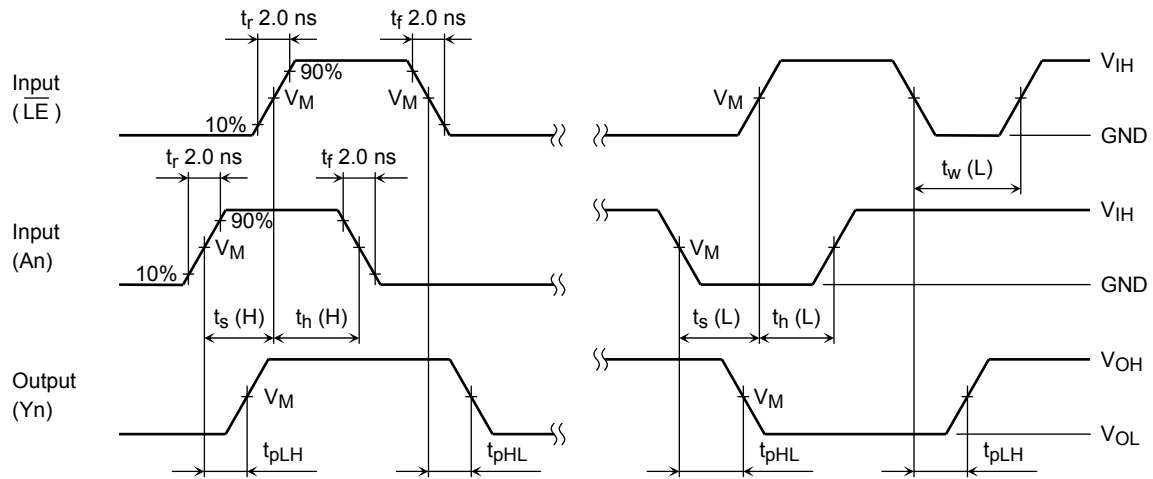 tr 2.0 ns
tf 2.0 ns
Input
(LE)
90%
VM
VM
10%
VM
VIH
GND
tw (L)
tr 2.0 ns
tf 2.0 ns
Input
(An)
90%
VM
10%
VM
VIH
GND
ts (H)
th (H)
ts (L)
th (L)
Output
(Yn)
VM
VM
VOH
VOL
tpLH
tpHL
tpHL
tpLH